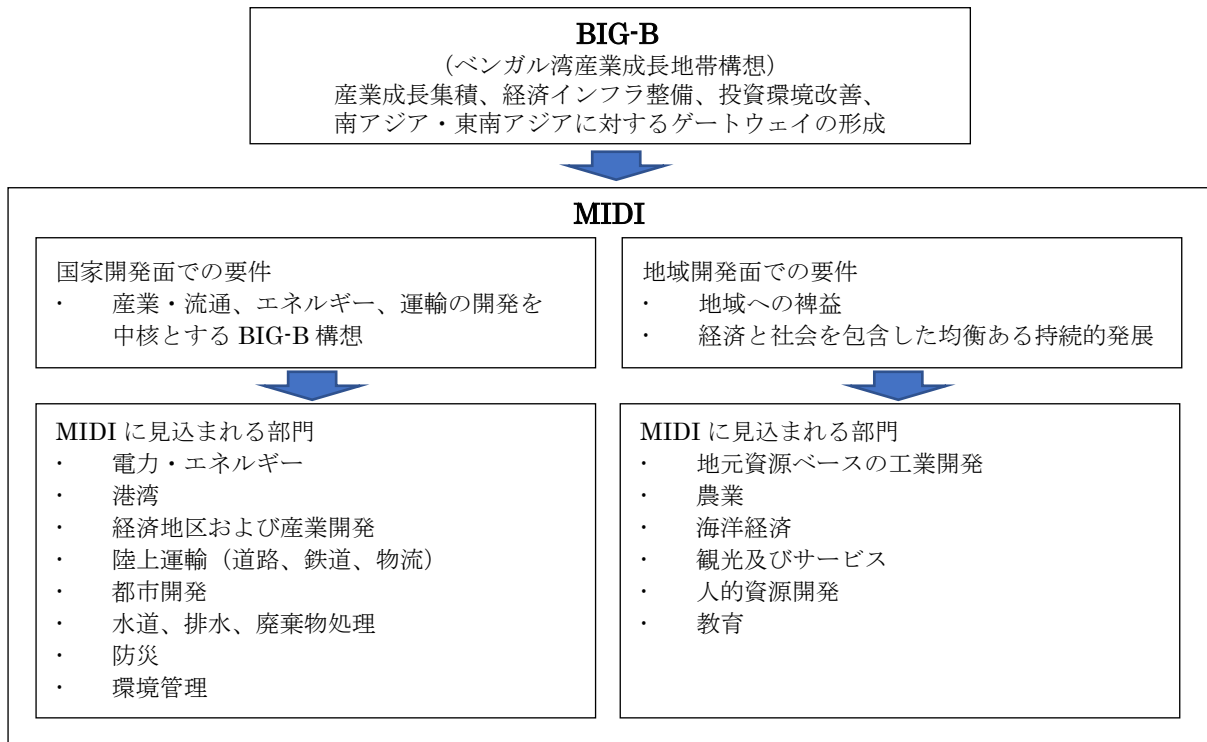 BIG-B
（ベンガル湾産業成長地帯構想）
産業成長集積、経済インフラ整備、投資環境改善、
南アジア・東南アジアに対するゲートウェイの形成
MIDI
国家開発面での要件
・ 産業・流通、エネルギー、運輸の開発を
中核とする BIG-B 構想
地域開発面での要件
・ 地域への裨益
・ 経済と社会を包含した均衡ある持続的発展
MIDI に見込まれる部門
・ 電力・エネルギー
・ 港湾
・ 経済地区および産業開発
・ 陸上運輸（道路、鉄道、物流）
・ 都市開発
・ 水道、排水、廃棄物処理
・ 防災
・ 環境管理
MIDI に見込まれる部門
・ 地元資源ベースの工業開発
・ 農業
・ 海洋経済
・ 観光及びサービス
・ 人的資源開発
・ 教育